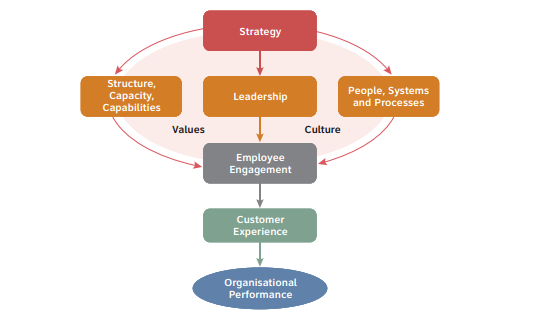 Strategy
Structure,
Capacity,
Capabilities
Leadership
People, Systems
and Processes
Values
Culture
Employee
Engagement
Customer
Experience
Organisational
Performance